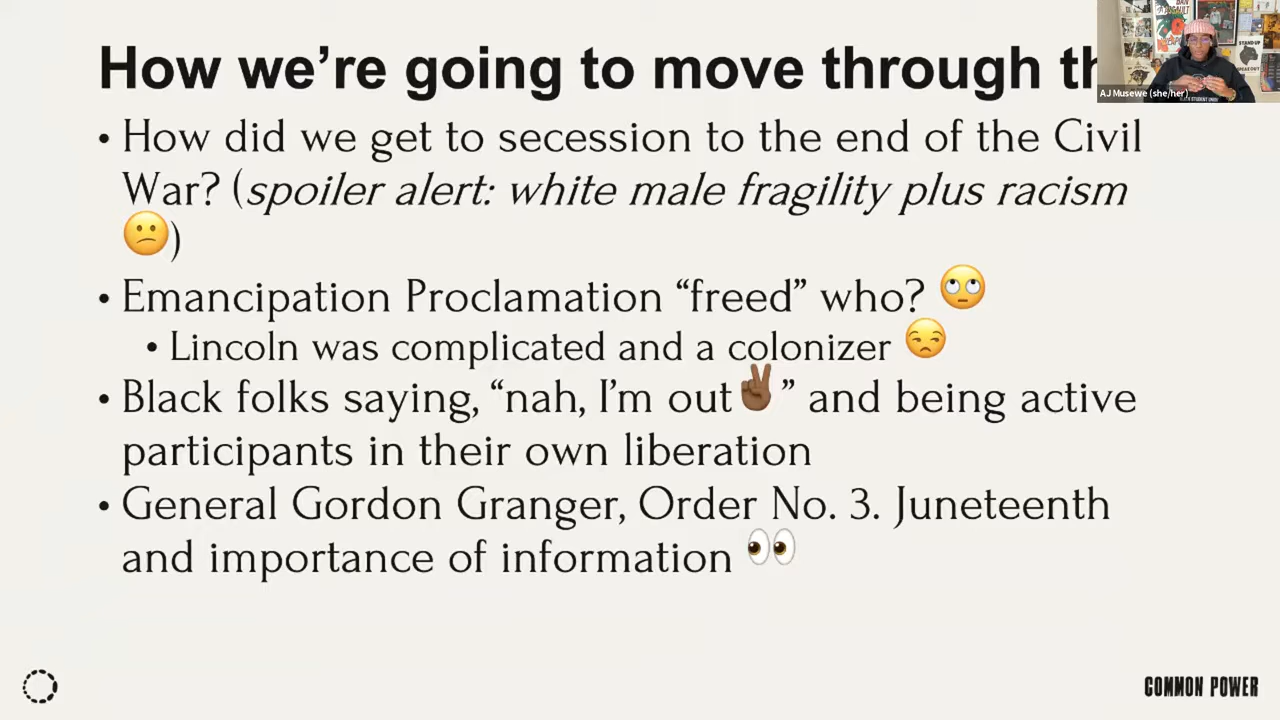 How we’re going to move through th
AJ Musewe (she/her)
• How did we get to secession to the end of the Civil
War? (spoiler alert: white male fragility plus racism
😕)
• Emancipation Proclamation “freed” who? 🙄
• Lincoln was complicated and a colonizer 😒
• Black folks saying, “nah, I’m out✌🏾” and being active
participants in their own liberation
• General Gordon Granger, Order No. 3. Juneteenth
and importance of information 👀
COMMON POWER